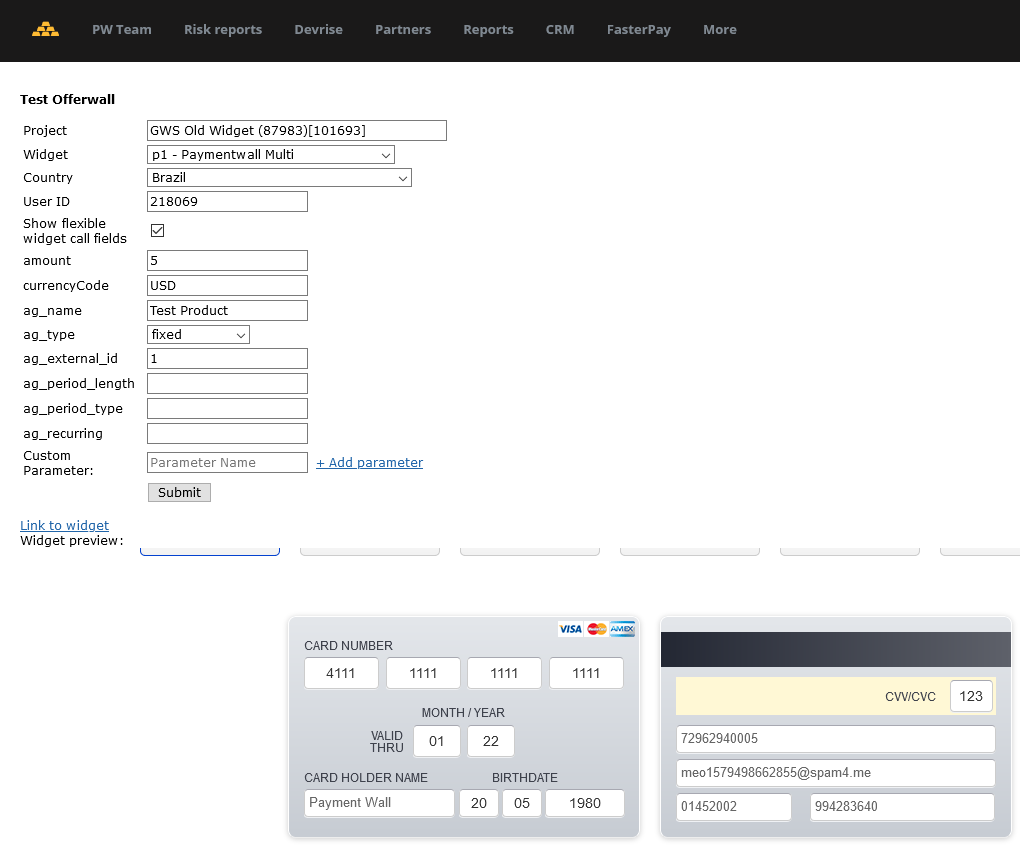 PW Team Risk reports Devrise Partners Reports CRM FasterPay More
Test Offerwall
Project GWS Old Widget (87983)[101693]
Widget p1 - Paymentwall Multi
Country Brazil
User ID 218069
Show flexible
widget call fields
amount 5
currencyCode USD
ag_name Test Product
ag_type fixed
ag_external_id 1
ag_period_length
ag_period_type
ag_recurring
Custom
Parameter: Parameter Name + Add parameter
Submit
Link to widget
Widget preview:
VISA MasterCard AMEX
CARD NUMBER
4111 1111 1111 1111
MONTH / YEAR
VALID
THRU 01 22
CARD HOLDER NAME BIRTHDATE
Payment Wall 20 05 1980
CVV/CVC 123
72962940005
meo1579498662855@spam4.me
01452002 994283640